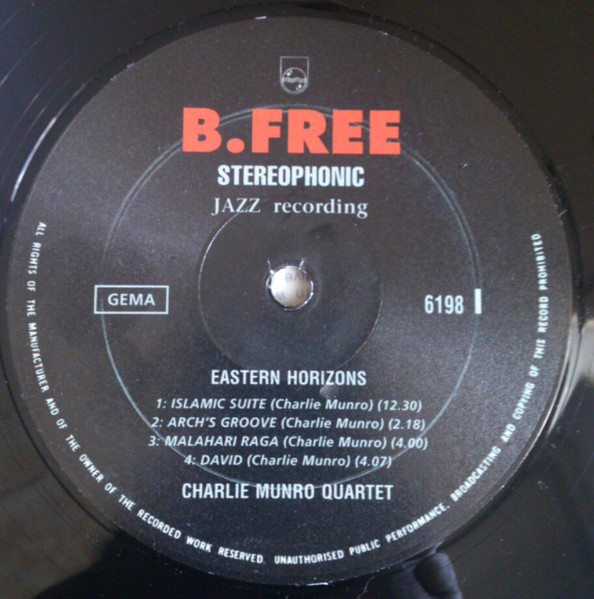 B.FREE
STEREOPHONIC
JAZZ recording
GEMA
6198 I
EASTERN HORIZONS
1: ISLAMIC SUITE (Charlie Munro) (12.30)
2: ARCH'S GROOVE (Charlie Munro) (2.18)
3: MALAHARI RAGA (Charlie Munro) (4.00)
4: DAVID (Charlie Munro) (4.07)
CHARLIE MUNRO QUARTET
ALL RIGHTS OF THE MANUFACTURER AND OF THE OWNER OF THE RECORDED WORK RESERVED. UNAUTHORISED PUBLIC PERFORMANCE, BROADCASTING AND COPYING OF THIS RECORD PROHIBITED